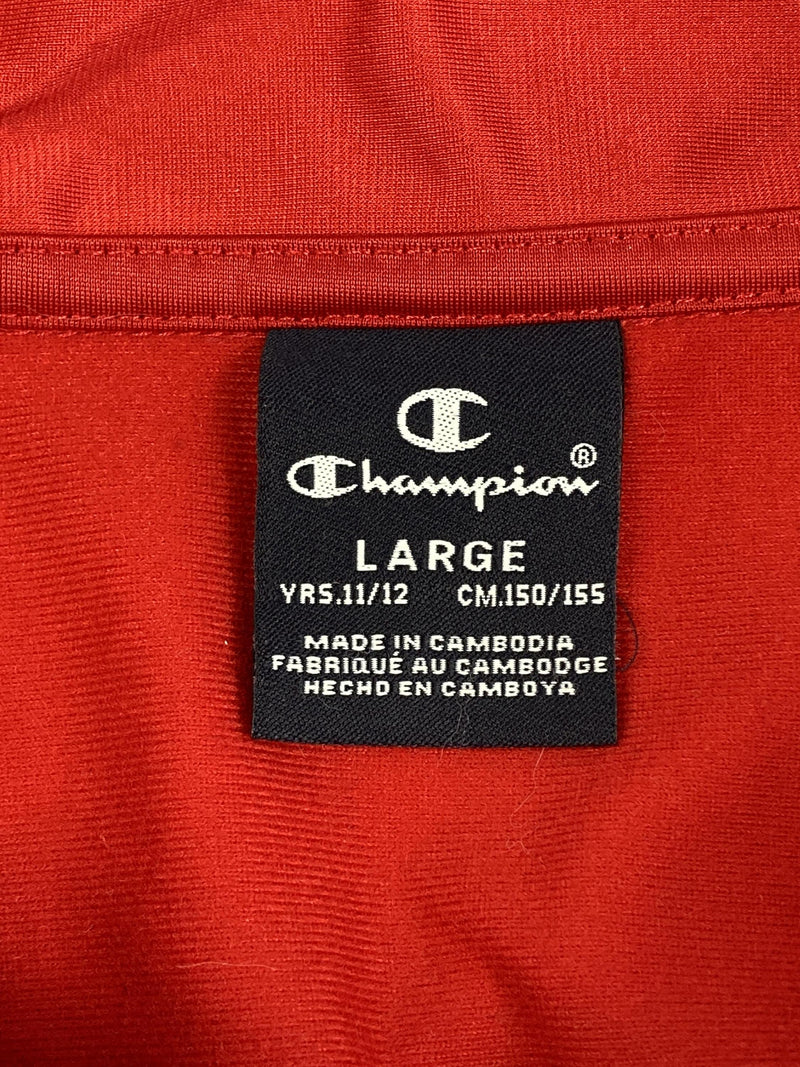 Champion®
LARGE
YRS.11/12 CM.150/155
MADE IN CAMBODIA
FABRIQUÉ AU CAMBODGE
HECHO EN CAMBOYA